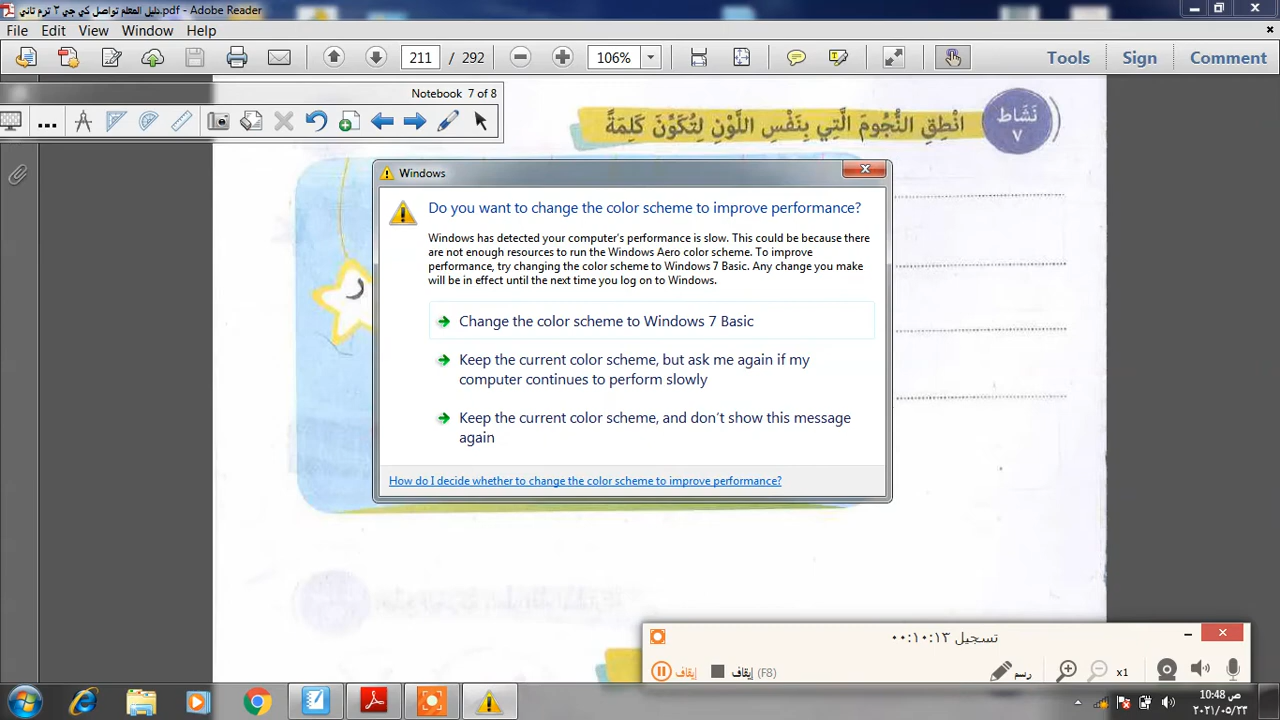 دليل المعلم تواصل كي جي ٢ ترم تاني.pdf - Adobe Reader
File Edit View Window Help
211 / 292 106% Tools Sign Comment
Notebook 7 of 8
نَشَاط
٧
انْطِقِ النُّجُومَ الَّتِي بِنَفْسِ اللَّوْنِ لِتُكَوِّنَ كَلِمَةً
Windows
Do you want to change the color scheme to improve performance?
Windows has detected your computer's performance is slow. This could be because there
are not enough resources to run the Windows Aero color scheme. To improve
performance, try changing the color scheme to Windows 7 Basic. Any change you make
will be in effect until the next time you log on to Windows.
Change the color scheme to Windows 7 Basic
Keep the current color scheme, but ask me again if my
computer continues to perform slowly
Keep the current color scheme, and don't show this message
again
How do I decide whether to change the color scheme to improve performance?
تسجيل ٠٠:١٠:١٣
إيقاف إيقاف (F8) رسم x1
10:48 ص
٢٠٢١/٠٥/٢٣